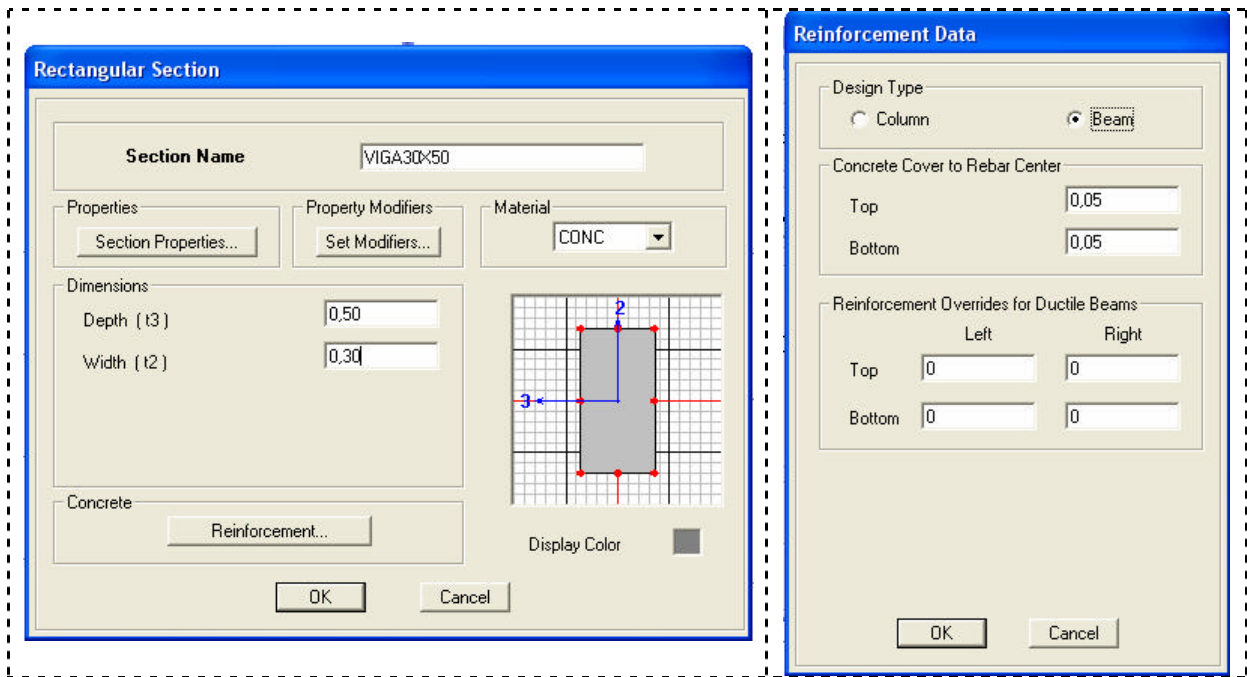 Rectangular Section
Section Name VIGA30X50
Properties Property Modifiers Material
Section Properties... Set Modifiers... CONC
Dimensions
Depth ( t3 ) 0,50
Width ( t2 ) 0,30
2
3
Concrete
Reinforcement...
Display Color
OK Cancel
Reinforcement Data
Design Type
Column Beam
Concrete Cover to Rebar Center
Top 0,05
Bottom 0,05
Reinforcement Overrides for Ductile Beams
Left Right
Top 0 0
Bottom 0 0
OK Cancel